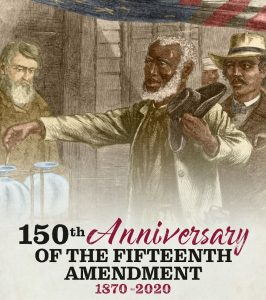 150th Anniversary
OF THE FIFTEENTH
AMENDMENT
1870-2020